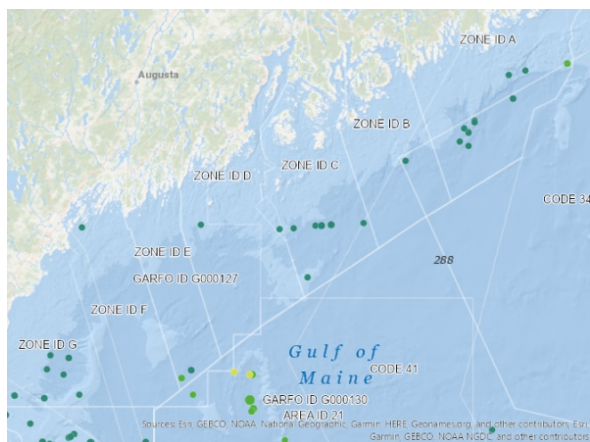 ZONE ID A
Augusta
ZONE ID B
ZONE ID C
ZONE ID D
CODE 34
ZONE ID E
288
GARFO ID G000127
ZONE ID F
ZONE ID G
Gulf of
Maine
CODE 41
GARFO ID G000130
AREA ID 21
Sources: Esri, GEBCO, NOAA, National Geographic, Garmin, HERE, Geonames.org, and other contributors, Esri,
Garmin, GEBCO, NOAA NGDC, and other contributors